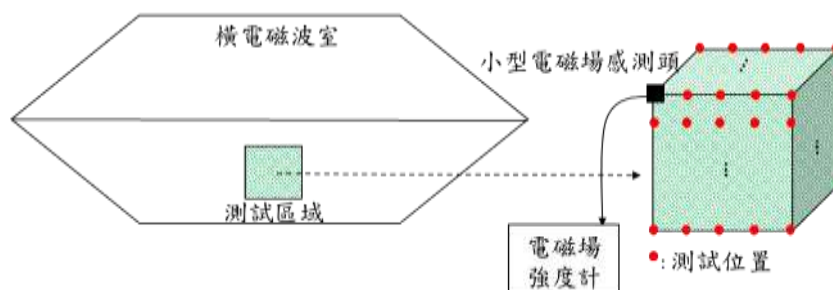 橫電磁波室
小型電磁場感測頭
測試區域
電磁場
強度計
: 測試位置